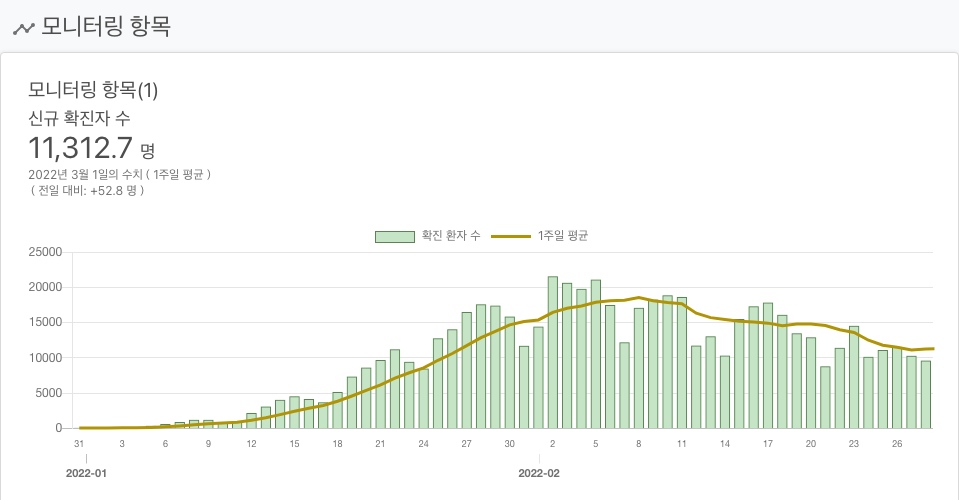 모니터링 항목
모니터링 항목(1)
신규 확진자 수
11,312.7 명
2022년 3월 1일의 수치 ( 1주일 평균 )
( 전일 대비: +52.8 명 )
확진 환자 수 1주일 평균
25000
20000
15000
10000
5000
0
31 3 6 9 12 15 18 21 24 27 30 2 5 8 11 14 17 20 23 26
2022-01 2022-02